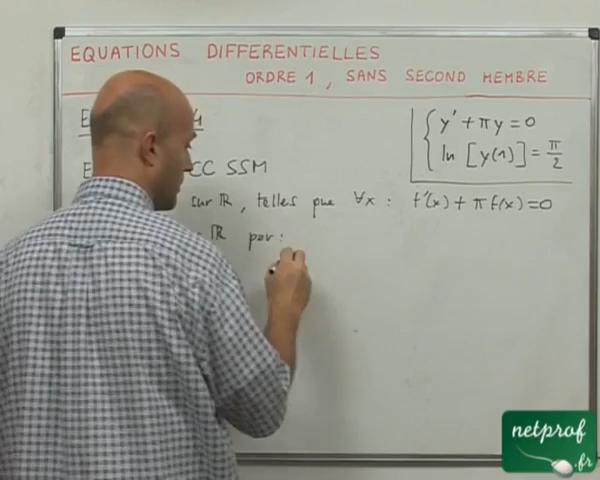 EQUATIONS DIFFERENTIELLES
ORDRE 1, SANS SECOND MEMBRE
y' + πy = 0
ln [y(1)] = π/2
CC SSM
sur ℝ, telles que ∀x : f'(x) + π f(x) = 0
ℝ par :
netprof
.fr